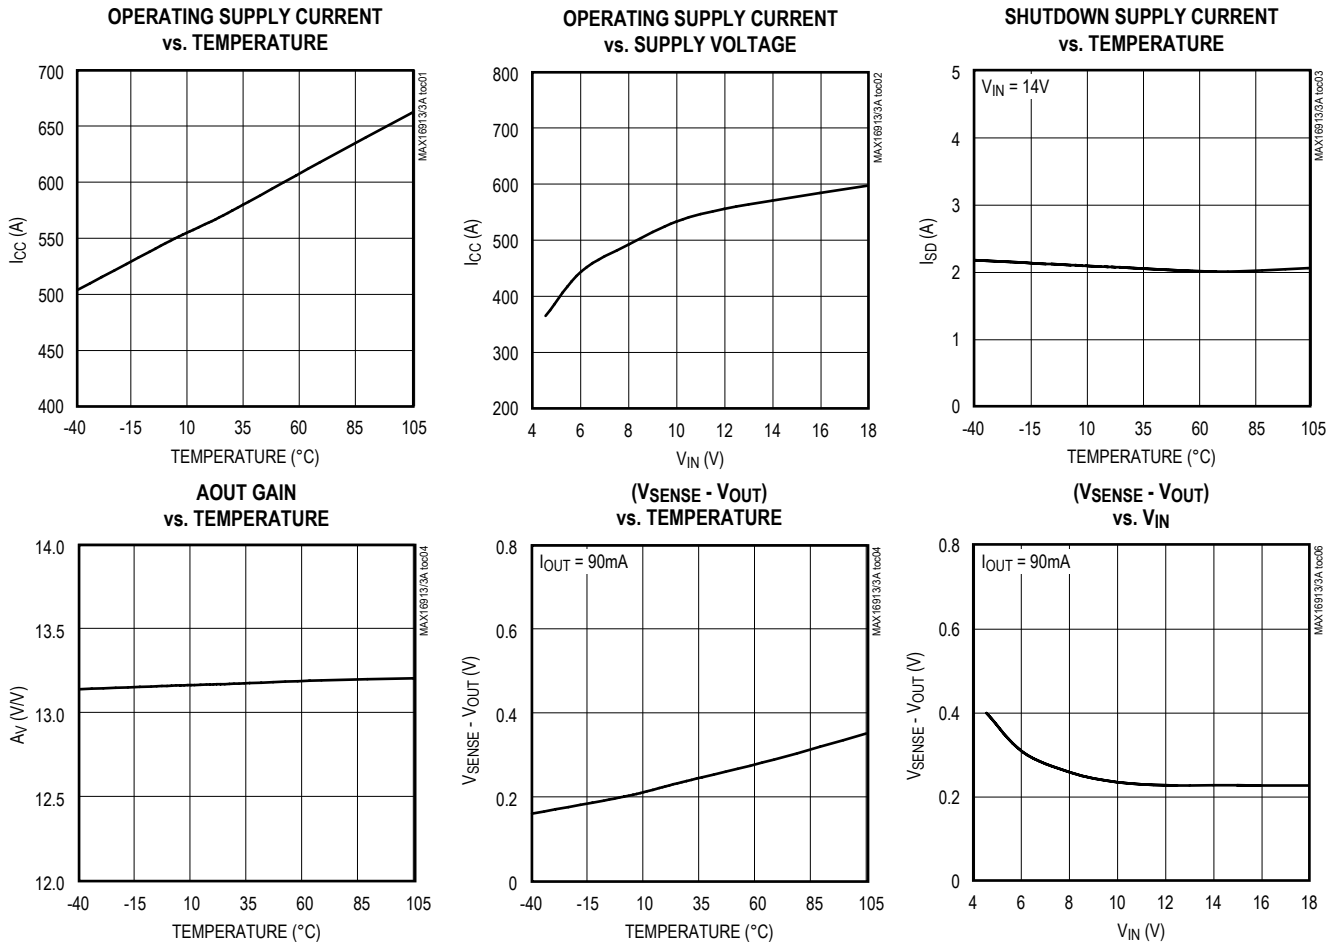 OPERATING SUPPLY CURRENT
vs. TEMPERATURE
700
650
600
550
500
450
400
ICC (A)
-40
-15
10
35
60
85
105
TEMPERATURE (°C)
MAX16913/3A toc01
OPERATING SUPPLY CURRENT
vs. SUPPLY VOLTAGE
800
700
600
500
400
300
200
ICC (A)
4
6
8
10
12
14
16
18
VIN (V)
MAX16913/3A toc02
SHUTDOWN SUPPLY CURRENT
vs. TEMPERATURE
VIN = 14V
5
4
3
2
1
0
ISD (A)
-40
-15
10
35
60
85
105
TEMPERATURE (°C)
MAX16913/3A toc03
AOUT GAIN
vs. TEMPERATURE
14.0
13.5
13.0
12.5
12.0
AV (V/V)
-40
-15
10
35
60
85
105
TEMPERATURE (°C)
MAX16913/3A toc04
(VSENSE - VOUT)
vs. TEMPERATURE
IOUT = 90mA
0.8
0.6
0.4
0.2
0
VSENSE - VOUT (V)
-40
-15
10
35
60
85
105
TEMPERATURE (°C)
MAX16913/3A toc04
(VSENSE - VOUT)
vs. VIN
IOUT = 90mA
0.8
0.6
0.4
0.2
0
VSENSE - VOUT (V)
4
6
8
10
12
14
16
18
VIN (V)
MAX16913/3A toc06